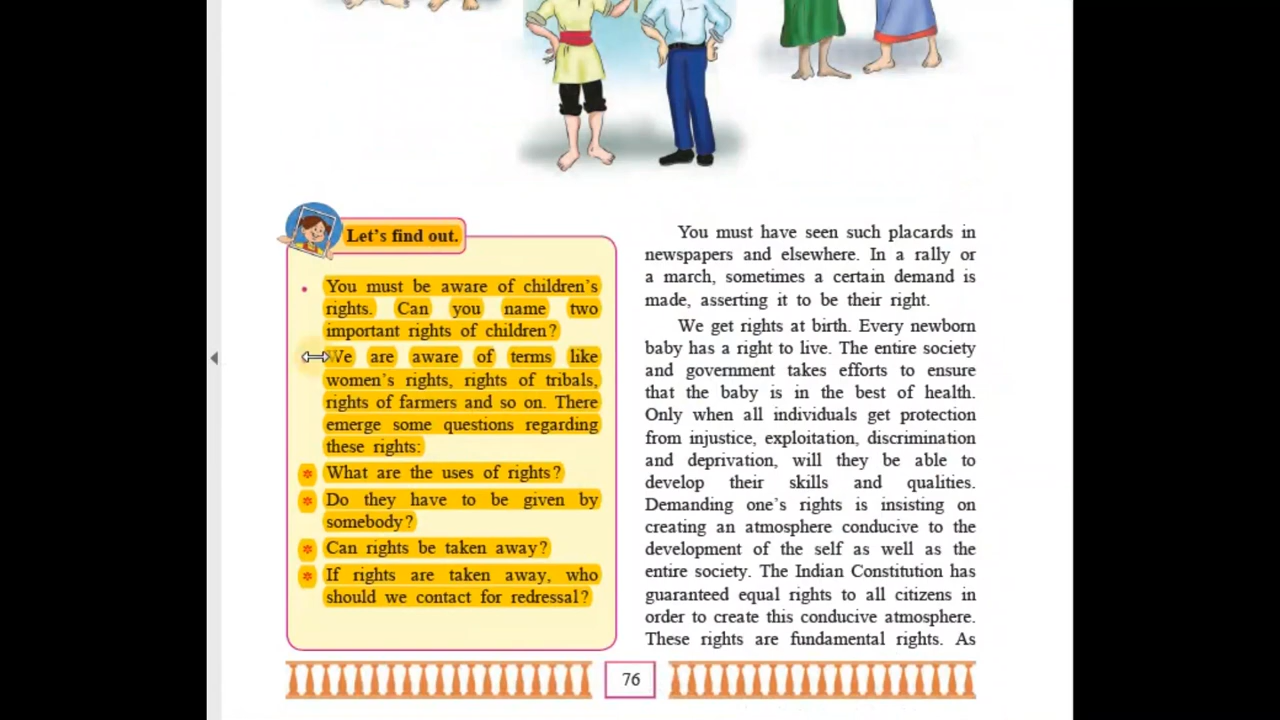 Let's find out.
• You must be aware of children's
rights. Can you name two
important rights of children?
We are aware of terms like
women's rights, rights of tribals,
rights of farmers and so on. There
emerge some questions regarding
these rights:
* What are the uses of rights?
* Do they have to be given by
somebody?
* Can rights be taken away?
* If rights are taken away, who
should we contact for redressal?
You must have seen such placards in
newspapers and elsewhere. In a rally or
a march, sometimes a certain demand is
made, asserting it to be their right.
We get rights at birth. Every newborn
baby has a right to live. The entire society
and government takes efforts to ensure
that the baby is in the best of health.
Only when all individuals get protection
from injustice, exploitation, discrimination
and deprivation, will they be able to
develop their skills and qualities.
Demanding one's rights is insisting on
creating an atmosphere conducive to the
development of the self as well as the
entire society. The Indian Constitution has
guaranteed equal rights to all citizens in
order to create this conducive atmosphere.
These rights are fundamental rights. As
76